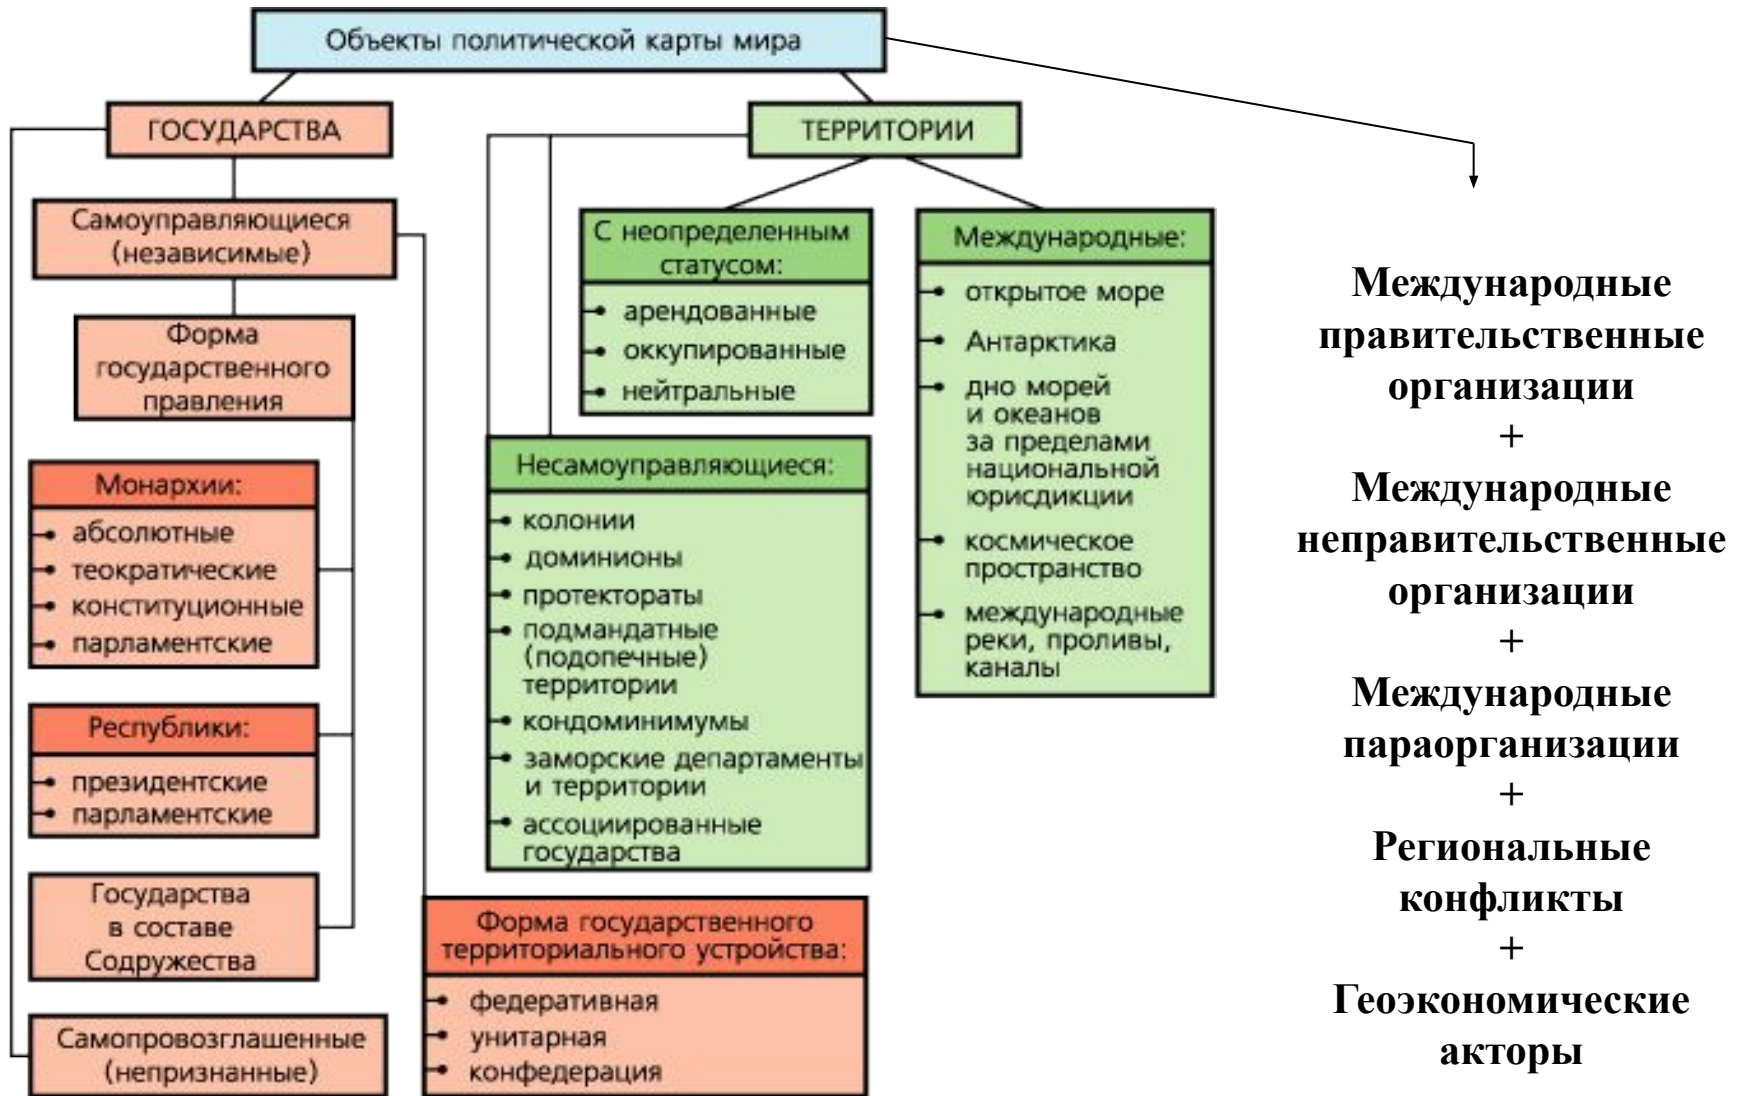 Объекты политической карты мира
ГОСУДАРСТВА
Самоуправляющиеся
(независимые)
Форма
государственного
правления
Монархии:
абсолютные
теократические
конституционные
парламентские
Республики:
президентские
парламентские
Государства
в составе
Содружества
Самопровозглашенные
(непризнанные)
Форма государственного
территориального устройства:
федеративная
унитарная
конфедерация
ТЕРРИТОРИИ
С неопределенным
статусом:
арендованные
оккупированные
нейтральные
Несамоуправляющиеся:
колонии
доминионы
протектораты
подмандатные
(подопечные)
территории
кондоминимумы
заморские департаменты
и территории
ассоциированные
государства
Международные:
открытое море
Антарктика
дно морей
и океанов
за пределами
национальной
юрисдикции
космическое
пространство
международные
реки, проливы,
каналы
Международные
правительственные
организации
+
Международные
неправительственные
организации
+
Международные
параорганизации
+
Региональные
конфликты
+
Геоэкономические
акторы